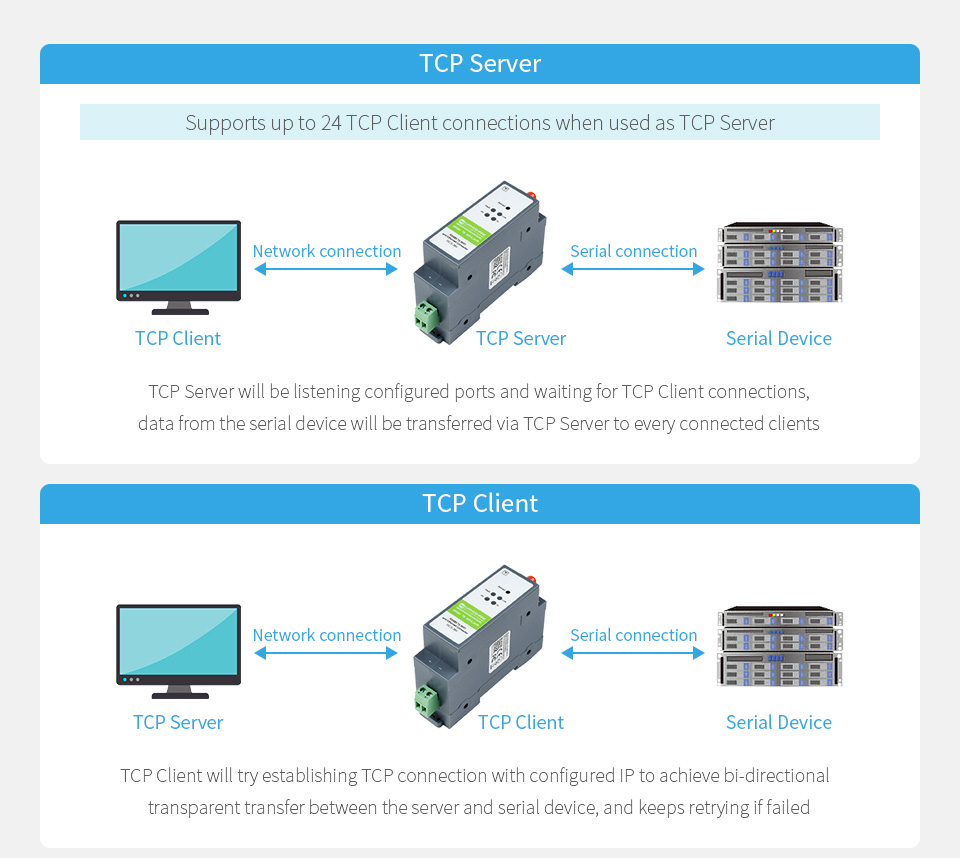 TCP Server
Supports up to 24 TCP Client connections when used as TCP Server
Network connection
Serial connection
TCP Client
TCP Server
Serial Device
TCP Server will be listening configured ports and waiting for TCP Client connections,
data from the serial device will be transferred via TCP Server to every connected clients
TCP Client
Network connection
Serial connection
TCP Server
TCP Client
Serial Device
TCP Client will try establishing TCP connection with configured IP to achieve bi-directional
transparent transfer between the server and serial device, and keeps retrying if failed